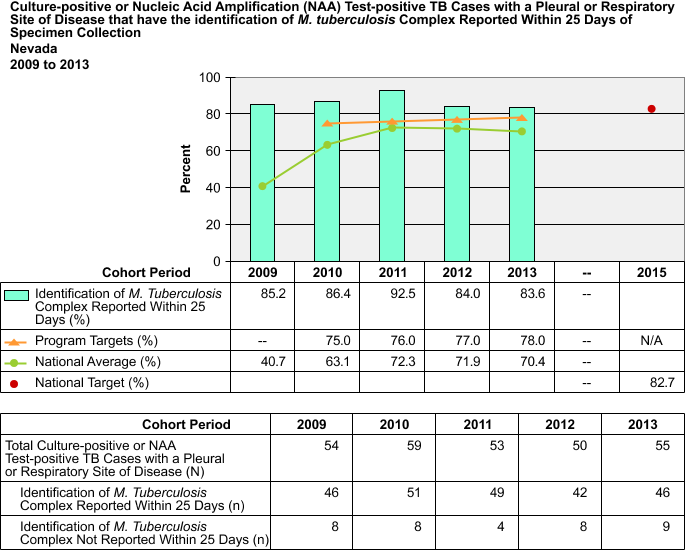 Culture-positive or Nucleic Acid Amplification (NAA) Test-positive TB Cases with a Pleural or Respiratory
Site of Disease that have the identification of M. tuberculosis Complex Reported Within 25 Days of
Specimen Collection
Nevada
2009 to 2013
100
80
60
40
20
0
Percent
Cohort Period 2009 2010 2011 2012 2013 -- 2015
Identification of M. Tuberculosis 85.2 86.4 92.5 84.0 83.6 --
Complex Reported Within 25
Days (%)
Program Targets (%) -- 75.0 76.0 77.0 78.0 -- N/A
National Average (%) 40.7 63.1 72.3 71.9 70.4 --
National Target (%) -- 82.7
Cohort Period 2009 2010 2011 2012 2013
Total Culture-positive or NAA 54 59 53 50 55
Test-positive TB Cases with a Pleural
or Respiratory Site of Disease (N)
Identification of M. Tuberculosis 46 51 49 42 46
Complex Reported Within 25 Days (n)
Identification of M. Tuberculosis 8 8 4 8 9
Complex Not Reported Within 25 Days (n)